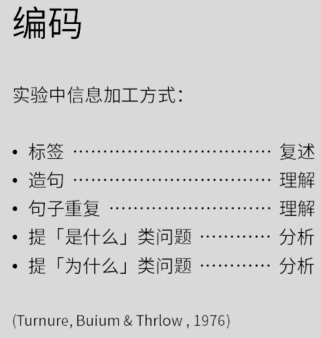 编码
实验中信息加工方式：
• 标签 ································· 复述
• 造句 ································· 理解
• 句子重复 ··························· 理解
• 提「是什么」类问题 ············ 分析
• 提「为什么」类问题 ············ 分析
(Turnure, Buium & Thrlow , 1976)